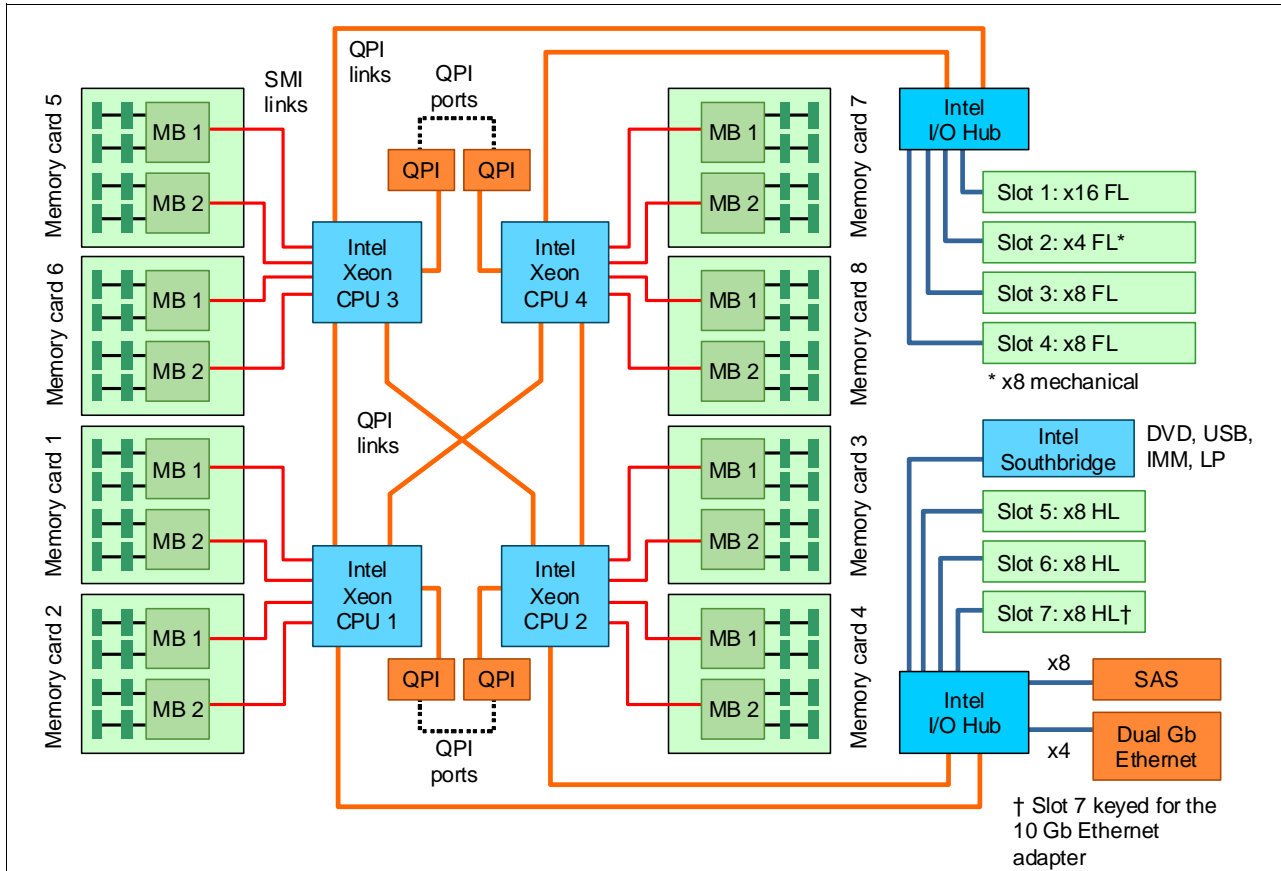 QPI
links
SMI
links
QPI
ports
Memory card 5
MB 1
MB 2
QPI
QPI
Memory card 7
MB 1
MB 2
Intel
I/O Hub
Slot 1: x16 FL
Slot 2: x4 FL*
Slot 3: x8 FL
Slot 4: x8 FL
* x8 mechanical
Intel
Xeon
CPU 3
Intel
Xeon
CPU 4
Memory card 6
MB 1
MB 2
Memory card 8
MB 1
MB 2
QPI
links
Memory card 1
MB 1
MB 2
Memory card 3
MB 1
MB 2
Intel
Southbridge
DVD, USB,
IMM, LP
Slot 5: x8 HL
Slot 6: x8 HL
Slot 7: x8 HL†
Intel
Xeon
CPU 1
Intel
Xeon
CPU 2
Memory card 2
MB 1
MB 2
QPI
QPI
QPI
ports
Memory card 4
MB 1
MB 2
Intel
I/O Hub
x8
SAS
x4
Dual Gb
Ethernet
† Slot 7 keyed for the
10 Gb Ethernet
adapter